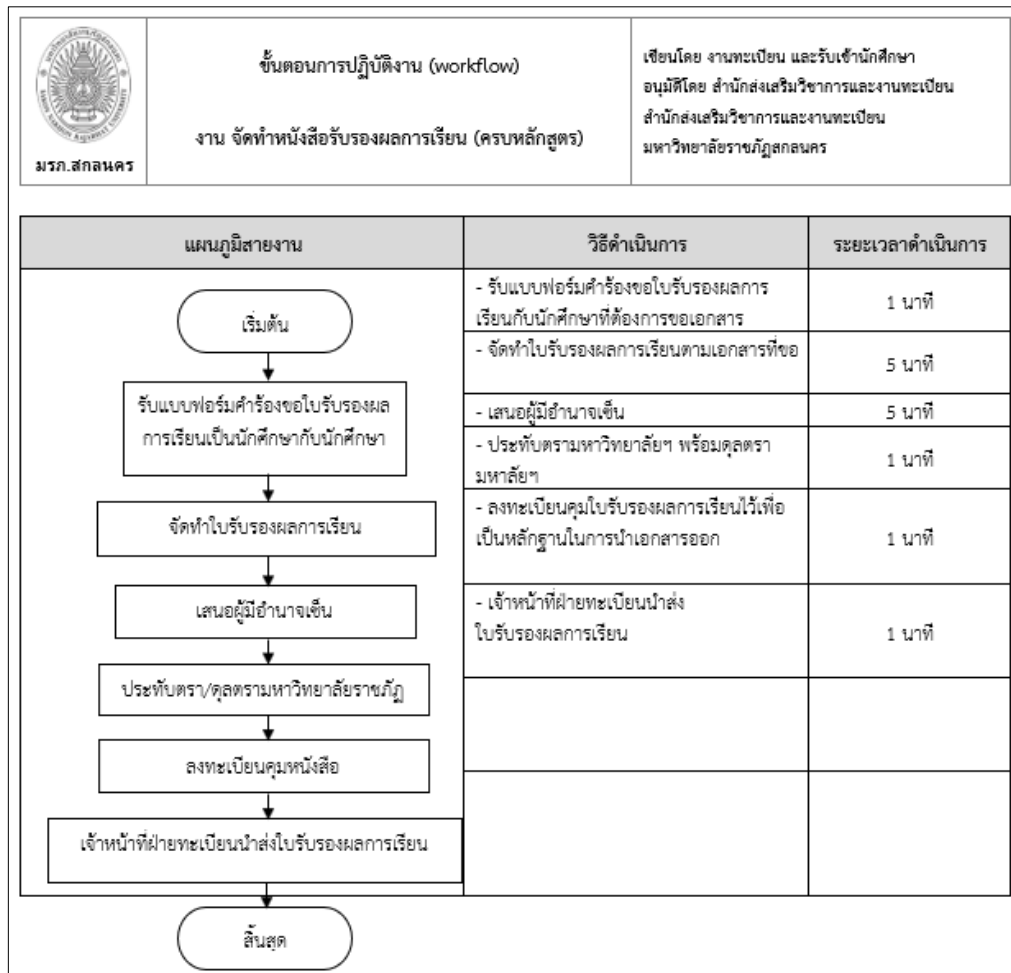 มรภ.สกลนคร
ขั้นตอนการปฏิบัติงาน (workflow)
งาน จัดทำหนังสือรับรองผลการเรียน (ครบหลักสูตร)
เขียนโดย งานทะเบียน และรับเข้านักศึกษา
อนุมัติโดย สำนักส่งเสริมวิชาการและงานทะเบียน
สำนักส่งเสริมวิชาการและงานทะเบียน
มหาวิทยาลัยราชภัฏสกลนคร
แผนภูมิสายงาน
วิธีดำเนินการ
ระยะเวลาดำเนินการ
เริ่มต้น
รับแบบฟอร์มคำร้องขอใบรับรองผล
การเรียนเป็นนักศึกษากับนักศึกษา
จัดทำใบรับรองผลการเรียน
เสนอผู้มีอำนาจเซ็น
ประทับตรา/ดุลตรามหาวิทยาลัยราชภัฏ
ลงทะเบียนคุมหนังสือ
เจ้าหน้าที่ฝ่ายทะเบียนนำส่งใบรับรองผลการเรียน
สิ้นสุด
- รับแบบฟอร์มคำร้องขอใบรับรองผลการ
เรียนกับนักศึกษาที่ต้องการขอเอกสาร
1 นาที
- จัดทำใบรับรองผลการเรียนตามเอกสารที่ขอ
5 นาที
- เสนอผู้มีอำนาจเซ็น
5 นาที
- ประทับตรามหาวิทยาลัยฯ พร้อมดุลตรา
มหาลัยฯ
1 นาที
- ลงทะเบียนคุมใบรับรองผลการเรียนไว้เพื่อ
เป็นหลักฐานในการนำเอกสารออก
1 นาที
- เจ้าหน้าที่ฝ่ายทะเบียนนำส่ง
ใบรับรองผลการเรียน
1 นาที